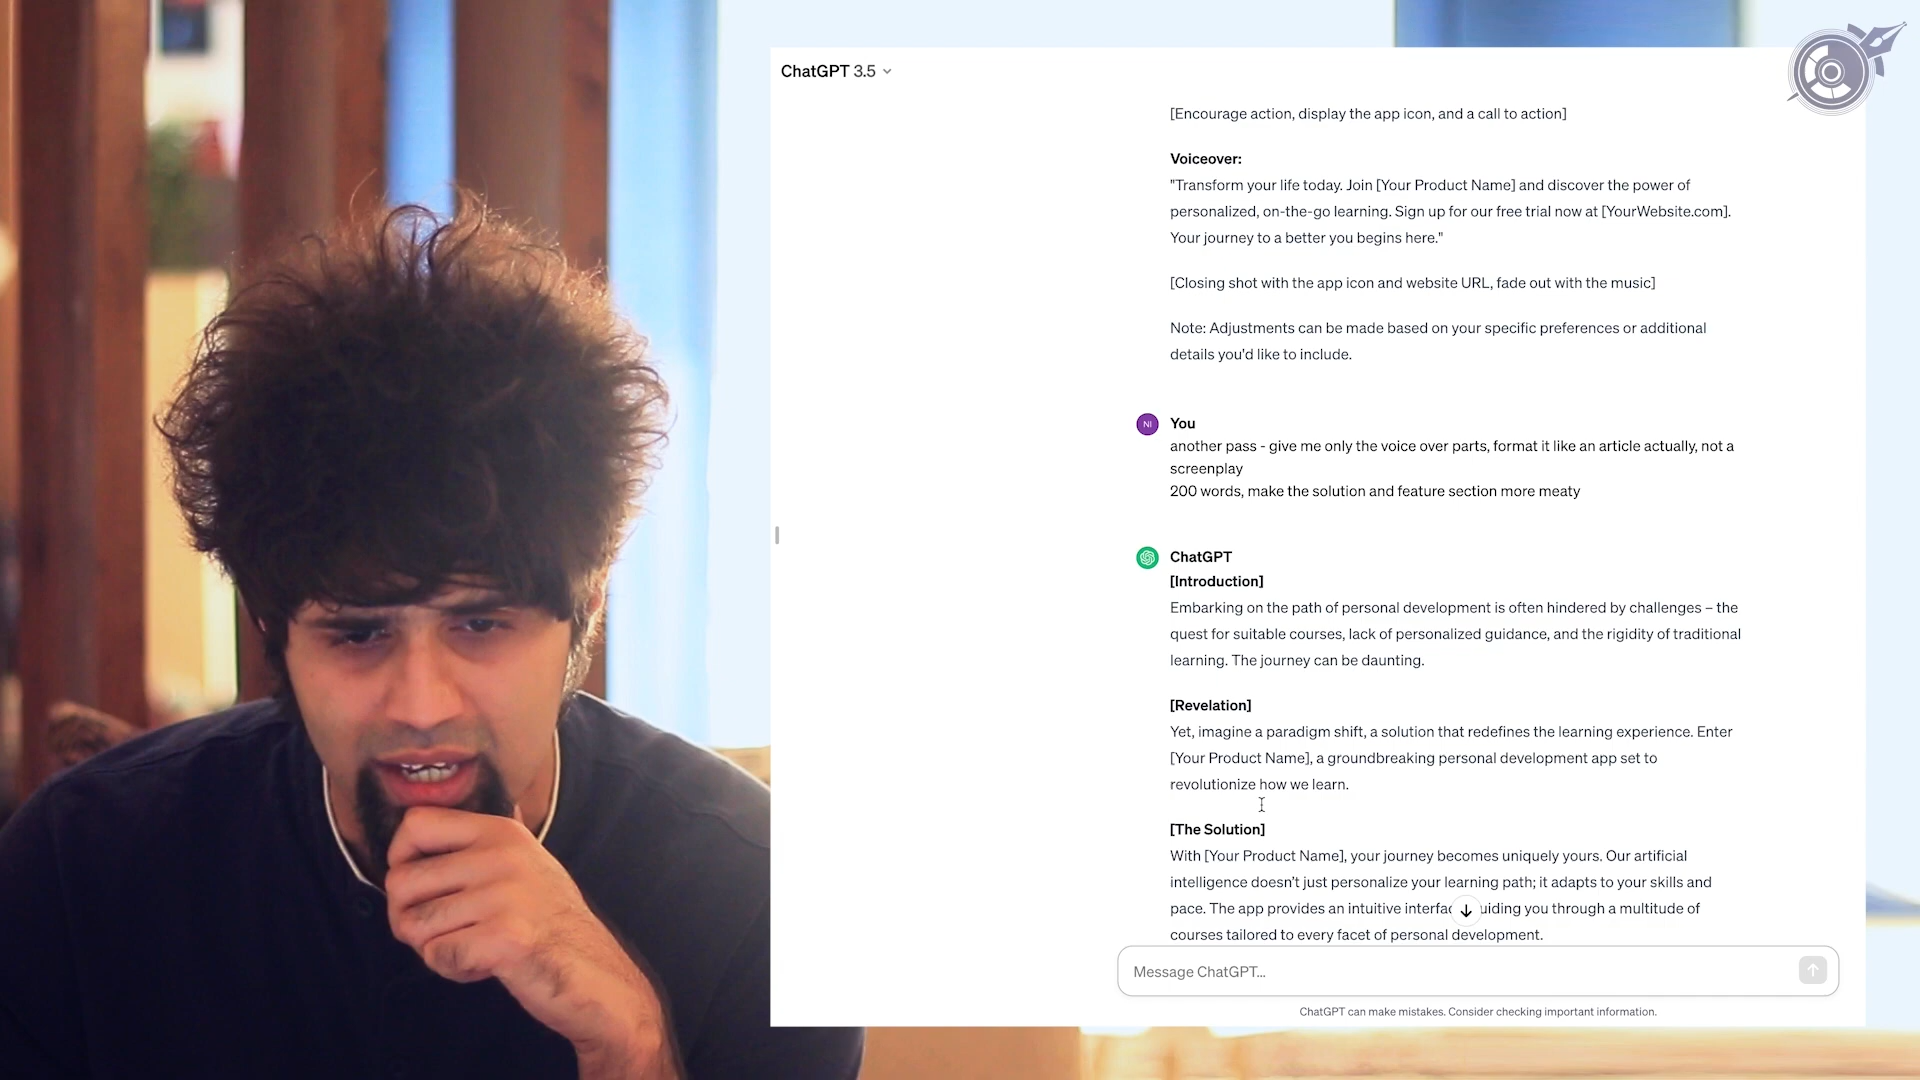 ChatGPT 3.5
[Encourage action, display the app icon, and a call to action]
Voiceover:
"Transform your life today. Join [Your Product Name] and discover the power of
personalized, on-the-go learning. Sign up for our free trial now at [YourWebsite.com].
Your journey to a better you begins here."
[Closing shot with the app icon and website URL, fade out with the music]
Note: Adjustments can be made based on your specific preferences or additional
details you'd like to include.
NI
You
another pass - give me only the voice over parts, format it like an article actually, not a
screenplay
200 words, make the solution and feature section more meaty
ChatGPT
[Introduction]
Embarking on the path of personal development is often hindered by challenges – the
quest for suitable courses, lack of personalized guidance, and the rigidity of traditional
learning. The journey can be daunting.
[Revelation]
Yet, imagine a paradigm shift, a solution that redefines the learning experience. Enter
[Your Product Name], a groundbreaking personal development app set to
revolutionize how we learn.
[The Solution]
With [Your Product Name], your journey becomes uniquely yours. Our artificial
intelligence doesn't just personalize your learning path; it adapts to your skills and
pace. The app provides an intuitive interfac uiding you through a multitude of
courses tailored to every facet of personal development.
Message ChatGPT...
ChatGPT can make mistakes. Consider checking important information.